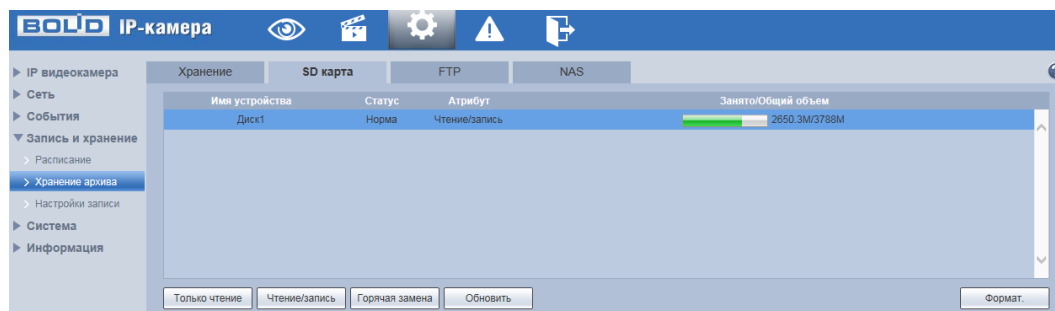 BOLID IP-камера
IP видеокамера
Сеть
События
Запись и хранение
Расписание
Хранение архива
Настройки записи
Система
Информация
Хранение SD карта FTP NAS
Имя устройства Статус Атрибут Занято/Общий объем
Диск1 Норма Чтение/запись 2650.3M/3788M
Только чтение Чтение/запись Горячая замена Обновить Формат.